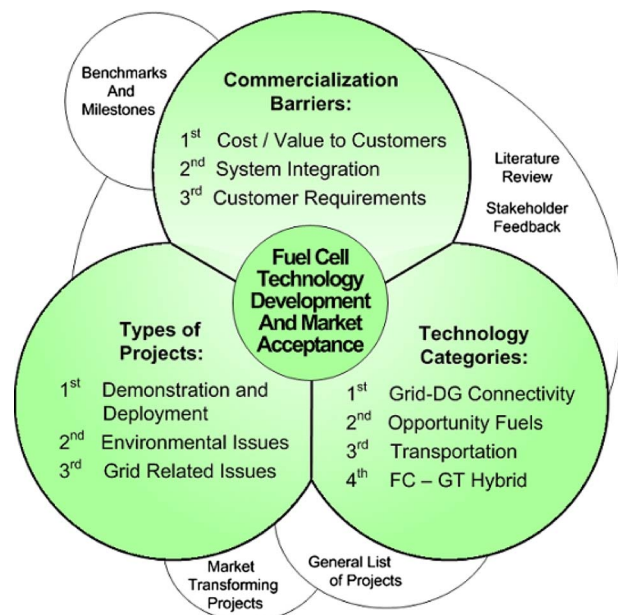 Benchmarks
And
Milestones
Commercialization
Barriers:
1st Cost / Value to Customers
2nd System Integration
3rd Customer Requirements
Literature
Review
Stakeholder
Feedback
Fuel Cell
Technology
Development
And Market
Acceptance
Types of
Projects:
1st Demonstration and
Deployment
2nd Environmental Issues
3rd Grid Related Issues
Technology
Categories:
1st Grid-DG Connectivity
2nd Opportunity Fuels
3rd Transportation
4th FC – GT Hybrid
Market
Transforming
Projects
General List
of Projects